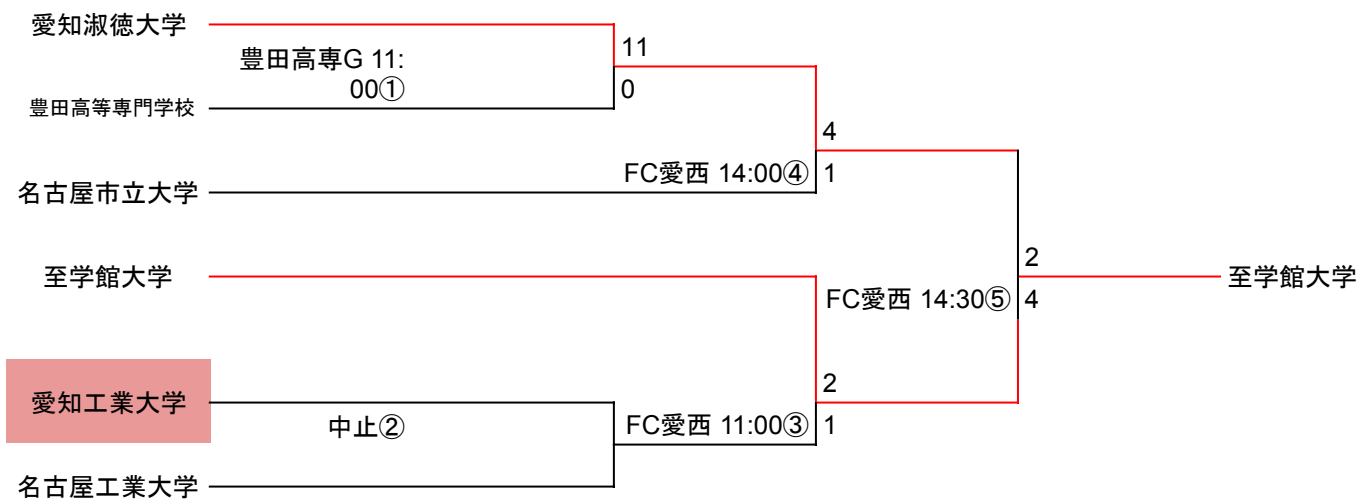 愛知淑徳大学
豊田高専G 11:
00①
11
0
豊田高等専門学校
4
FC愛西 14:00④
1
名古屋市立大学
至学館大学
2
FC愛西 14:30⑤
4
至学館大学
愛知工業大学
中止②
2
FC愛西 11:00③
1
名古屋工業大学